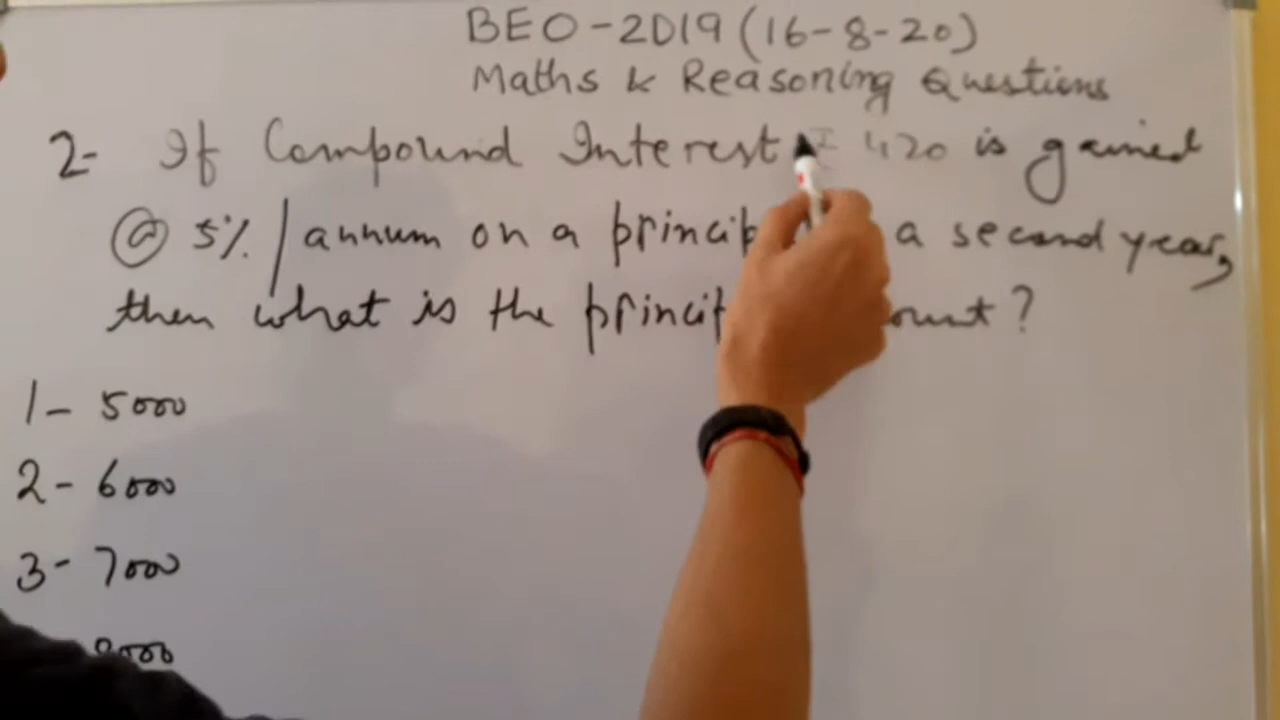 BEO-2019 (16-8-20)
Maths & Reasoning Questions
2- If Compound Interest ₹ 420 is gained
@ 5% / annum on a a second year,
then what is the ?
1- 5000
2- 6000
3- 7000